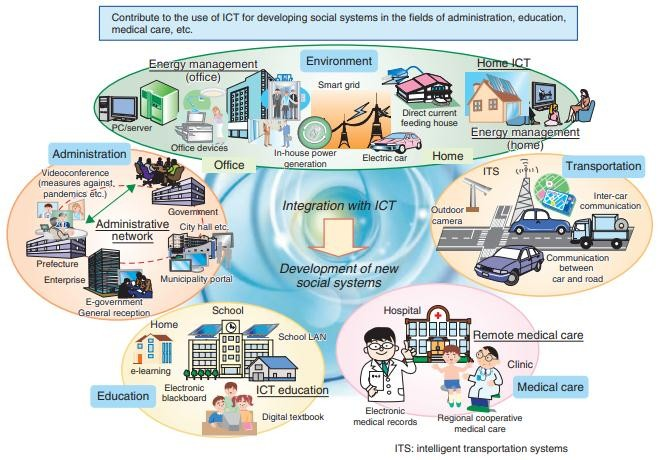 Contribute to the use of ICT for developing social systems in the fields of administration, education,
medical care, etc.
Energy management
(office)
Environment
Home ICT
Smart grid
PC/server
Office devices
In-house power
generation
Electric car
Direct current
feeding house
Energy management
(home)
Office
Home
Administration
Videoconference
(measures against
pandemics etc.)
Government
Administrative
network
City hall etc.
Prefecture
Enterprise
Municipality portal
E-government
General reception
Integration with ICT
Development of new
social systems
Transportation
ITS
Inter-car
communication
Outdoor
camera
Communication
between
car and road
School
Home
School LAN
e-learning
Electronic
blackboard
ICT education
Education
Digital textbook
Hospital
Remote medical care
Clinic
Medical care
Electronic
medical records
Regional cooperative
medical care
ITS: intelligent transportation systems